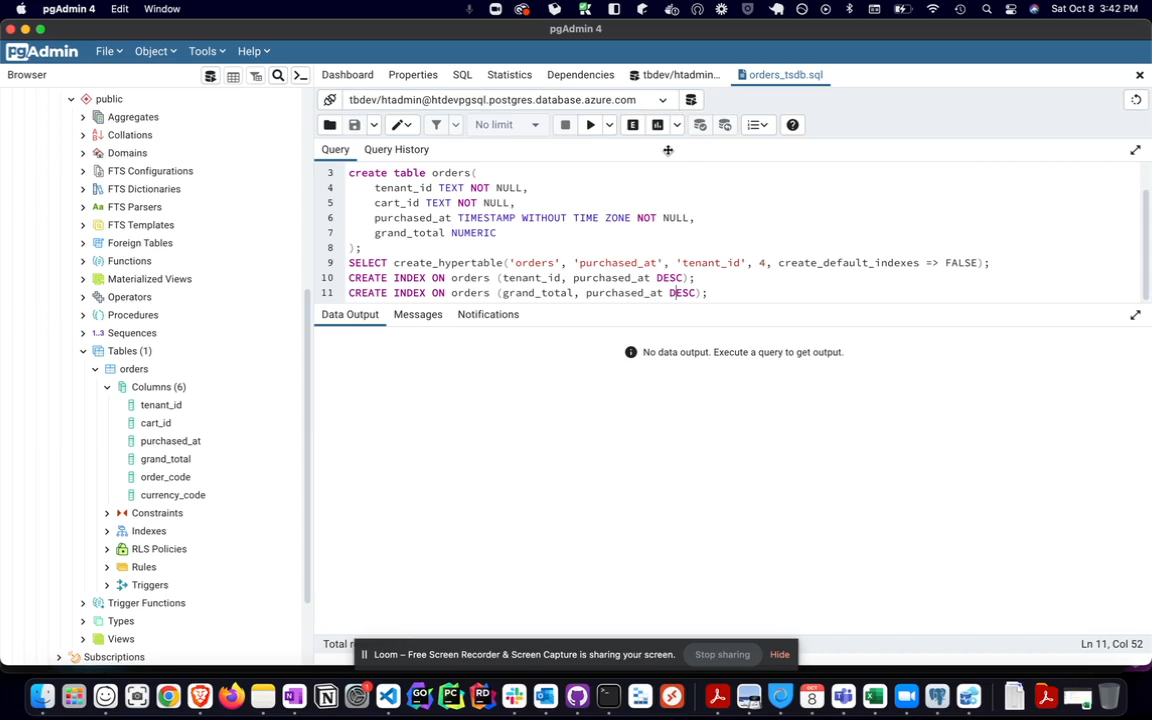 pgAdmin 4 Edit Window
Sat Oct 8 3:42 PM
pgAdmin 4
pgAdmin File Object Tools Help
Browser
Dashboard Properties SQL Statistics Dependencies tbdev/htadmin... orders_tsdb.sql
public
Aggregates
Collations
Domains
FTS Configurations
FTS Dictionaries
Aa FTS Parsers
FTS Templates
Foreign Tables
Functions
Materialized Views
Operators
Procedures
1..3 Sequences
Tables (1)
orders
Columns (6)
tenant_id
cart_id
purchased_at
grand_total
order_code
currency_code
Constraints
Indexes
RLS Policies
Rules
Triggers
Trigger Functions
Types
Views
Subscriptions
tbdev/htadmin@htdevpgsql.postgres.database.azure.com
No limit
E
Query Query History
3 create table orders(
4 tenant_id TEXT NOT NULL,
5 cart_id TEXT NOT NULL,
6 purchased_at TIMESTAMP WITHOUT TIME ZONE NOT NULL,
7 grand_total NUMERIC
8 );
9 SELECT create_hypertable('orders', 'purchased_at', 'tenant_id', 4, create_default_indexes => FALSE);
10 CREATE INDEX ON orders (tenant_id, purchased_at DESC);
11 CREATE INDEX ON orders (grand_total, purchased_at DESC);
Data Output Messages Notifications
No data output. Execute a query to get output.
Total
Ln 11, Col 52
Loom – Free Screen Recorder & Screen Capture is sharing your screen. Stop sharing Hide
GO PC RD
OCT 8